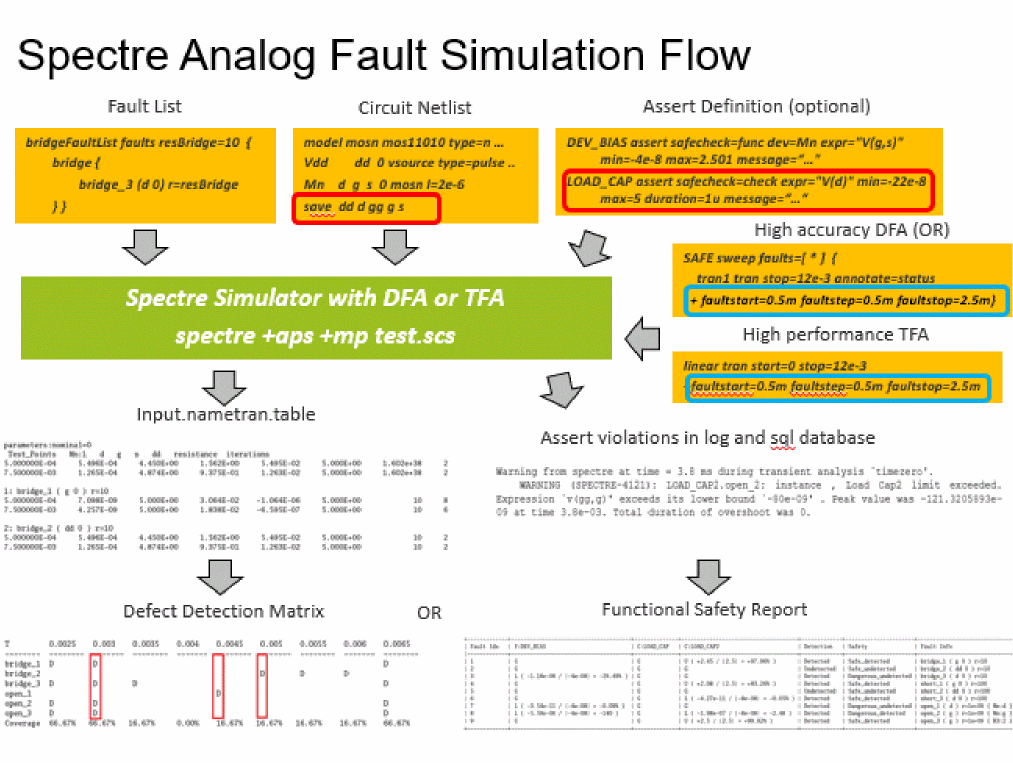 Spectre Analog Fault Simulation Flow
Fault List
bridgeFaultList faults resBridge=10 {
bridge {
bridge_3 (d 0) r=resBridge
} }
Circuit Netlist
model mosn mos11010 type=n ...
Vdd dd 0 vsource type=pulse ..
Mn d g s 0 mosn l=2e-6
save dd d gg g s
Assert Definition (optional)
DEV_BIAS assert safecheck=func dev=Mn expr="V(g,s)"
min=-4e-8 max=2.501 message="..."
LOAD_CAP assert safecheck=check expr="V(d)" min=-22e-8
max=5 duration=1u message="..."
High accuracy DFA (OR)
SAFE sweep faults=[ * ] {
tran1 tran stop=12e-3 annotate=status
+ faultstart=0.5m faultstep=0.5m faultstop=2.5m}
Spectre Simulator with DFA or TFA
spectre +aps +mp test.scs
High performance TFA
linear tran start=0 stop=12e-3
faultstart=0.5m faultstep=0.5m faultstop=2.5m
Input.nametran.table
parameters:nominal=0
Test_Points Mn:1 d g s dd resistance iterations
5.000000E-04 5.496E-04 4.450E+00 1.562E+00 5.495E-02 5.000E+00 1.602e+38 2
7.500000E-03 1.265E-04 4.874E+00 9.375E-01 1.263E-02 5.000E+00 1.602e+38 2
1: bridge_1 ( g 0 ) r=10
5.000000E-04 7.098E-09 5.000E+00 3.064E-02 -1.064E-06 5.000E+00 10 8
7.500000E-03 4.257E-09 5.000E+00 1.838E-02 -4.595E-07 5.000E+00 10 6
2: bridge_2 ( dd 0 ) r=10
5.000000E-04 5.496E-04 4.450E+00 1.562E+00 5.495E-02 5.000E+00 10 2
7.500000E-03 1.265E-04 4.874E+00 9.375E-01 1.263E-02 5.000E+00 10 2
Assert violations in log and sql database
Warning from spectre at time = 3.8 ms during transient analysis `timezero'.
WARNING (SPECTRE-4121): LOAD_CAP2.open_2: instance , Load Cap2 limit exceeded.
Expression `v(gg,g)" exceeds its lower bound `-80e-09' . Peak value was -121.3205893e-
09 at time 3.8e-03. Total duration of overshoot was 0.
Defect Detection Matrix
OR
Functional Safety Report
T 0.0025 0.003 0.0035 0.004 0.0045 0.005 0.0055 0.006 0.0065
bridge_1 D D D
bridge_2 D D D
bridge_3 D D D D
open_1 D
open_2 D D D
open_3 D D D
Coverage 66.67% 66.67% 16.67% 0.00% 16.67% 16.67% 16.67% 16.67% 66.67%
Fault Idx F:DEV_BIAS C:LOAD_CAP C:LOAD_CAP2 Detection Safety Fault Info